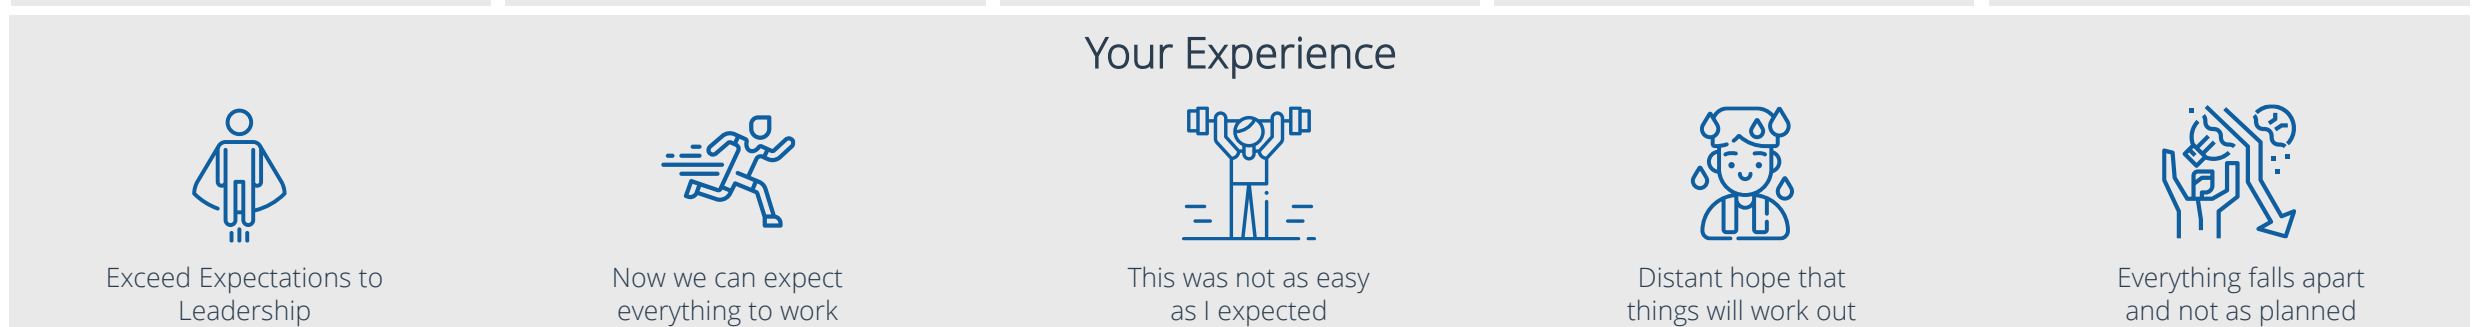 Your Experience
Exceed Expectations to
Leadership
Now we can expect
everything to work
This was not as easy
as I expected
Distant hope that
things will work out
Everything falls apart
and not as planned